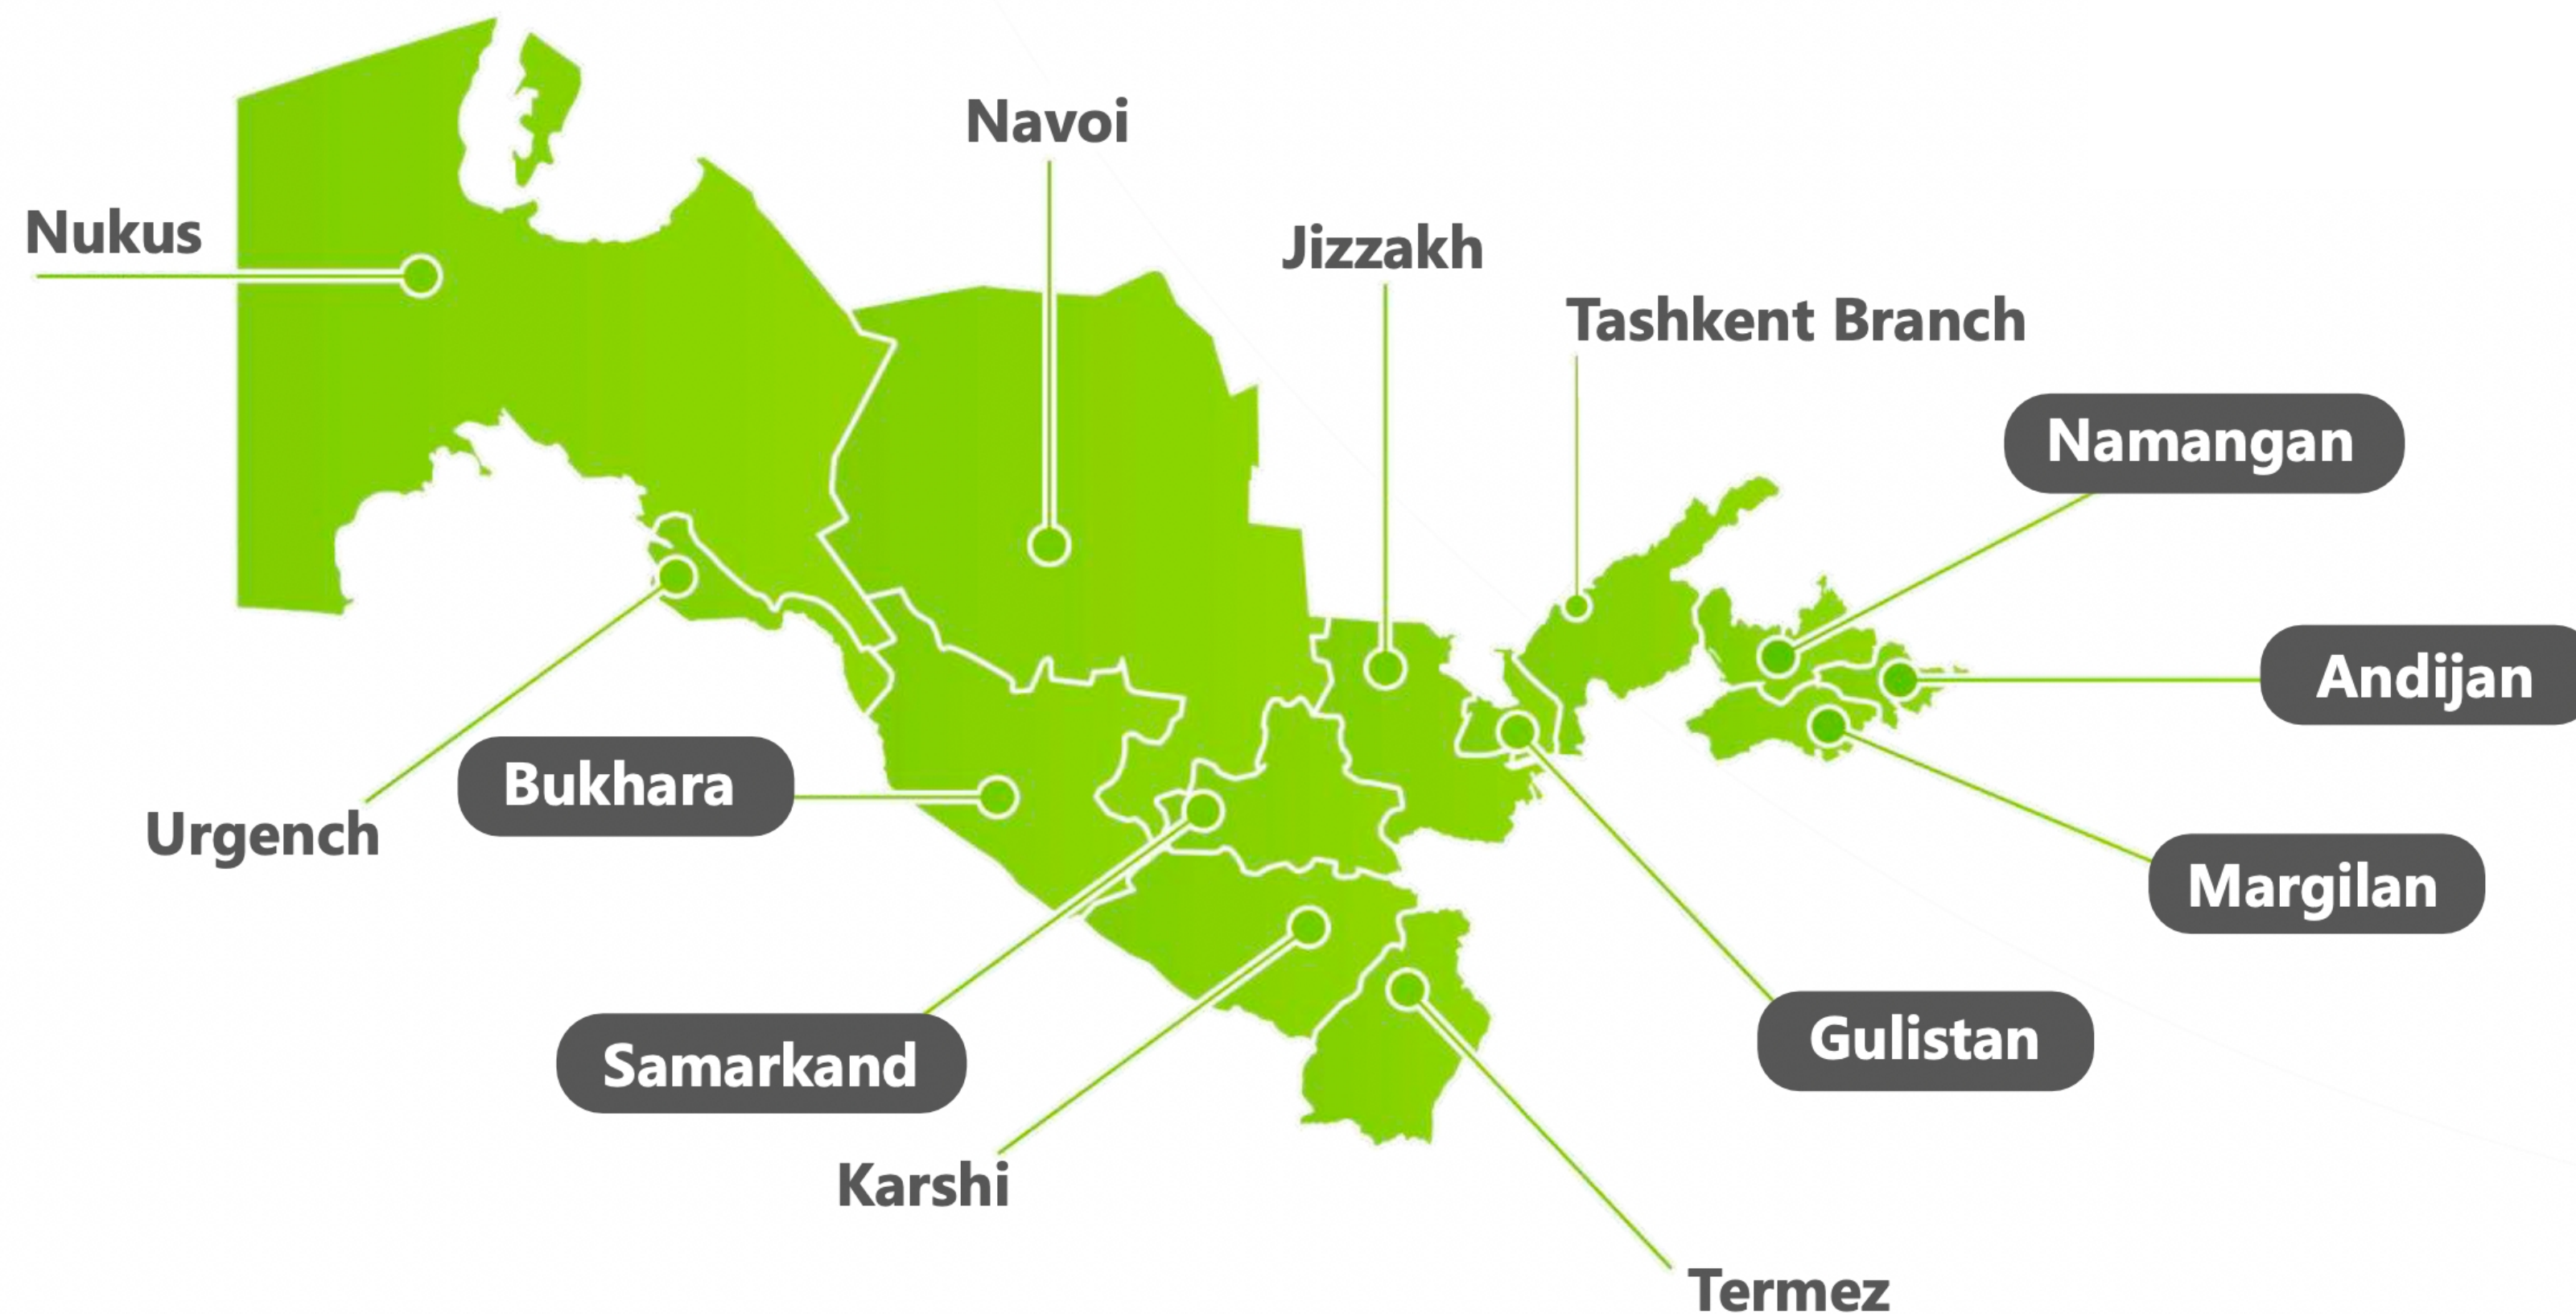 Navoi
Nukus
Jizzakh
Tashkent Branch
Namangan
Andijan
Bukhara
Urgench
Margilan
Gulistan
Samarkand
Karshi
Termez